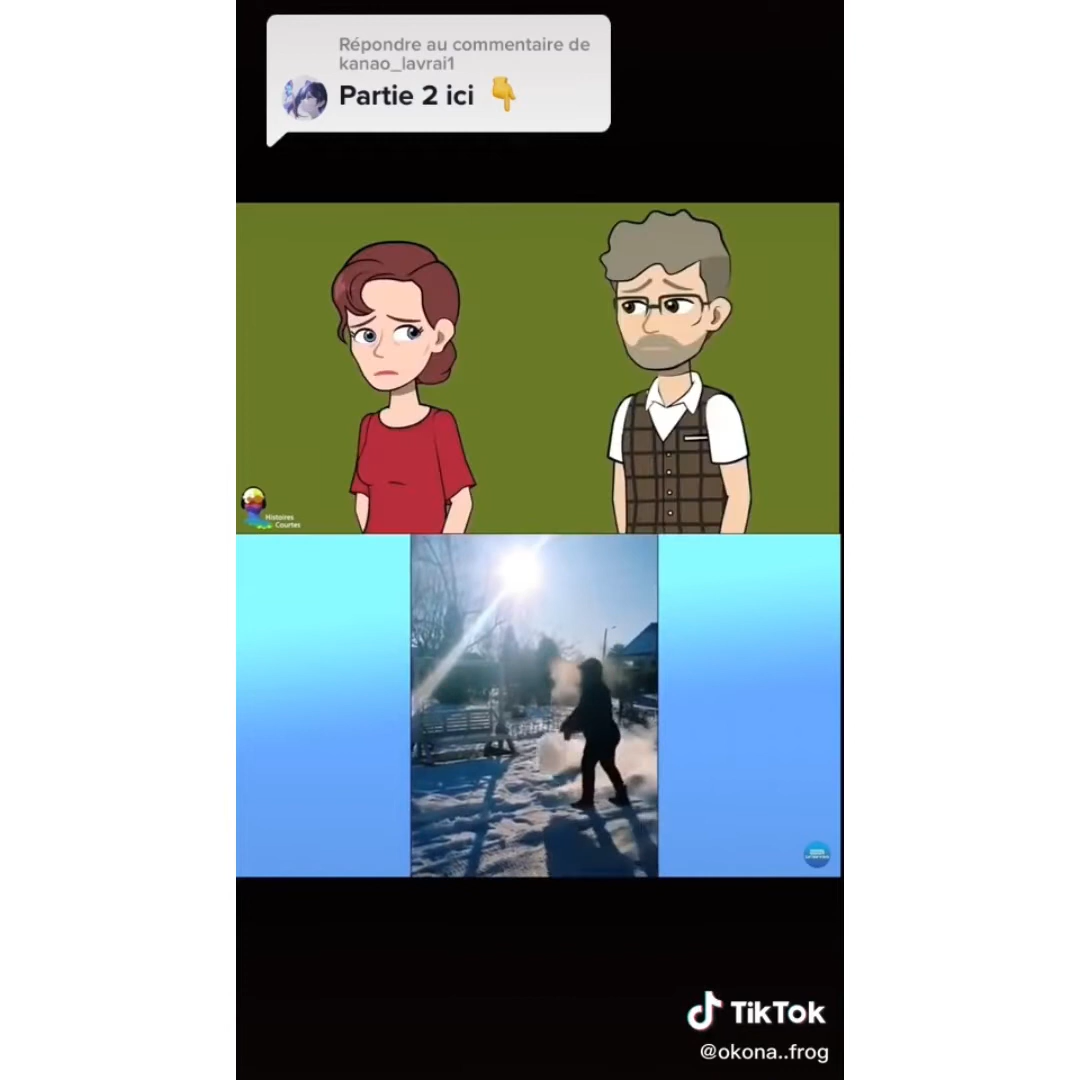 Répondre au commentaire de
kanao_lavrai1
Partie 2 ici 👇
Histoires
Courtes
TikTok
@okona..frog